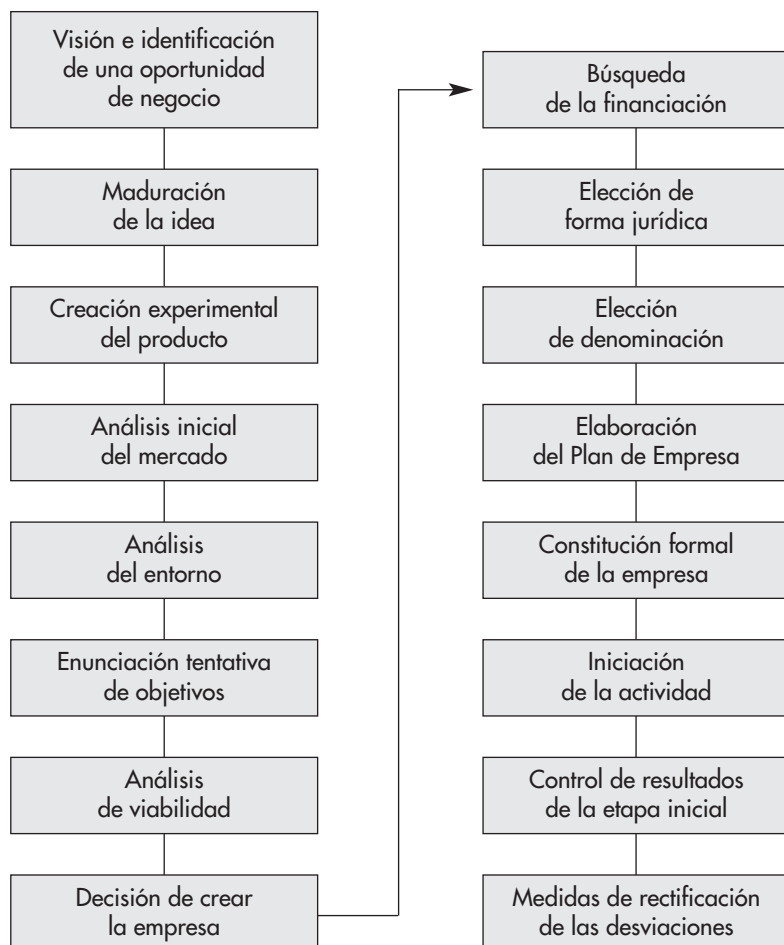 Visión e identificación
de una oportunidad
de negocio
Maduración
de la idea
Creación experimental
del producto
Análisis inicial
del mercado
Análisis
del entorno
Enunciación tentativa
de objetivos
Análisis
de viabilidad
Decisión de crear
la empresa
Búsqueda
de la financiación
Elección de
forma jurídica
Elección
de denominación
Elaboración
del Plan de Empresa
Constitución formal
de la empresa
Iniciación
de la actividad
Control de resultados
de la etapa inicial
Medidas de rectificación
de las desviaciones